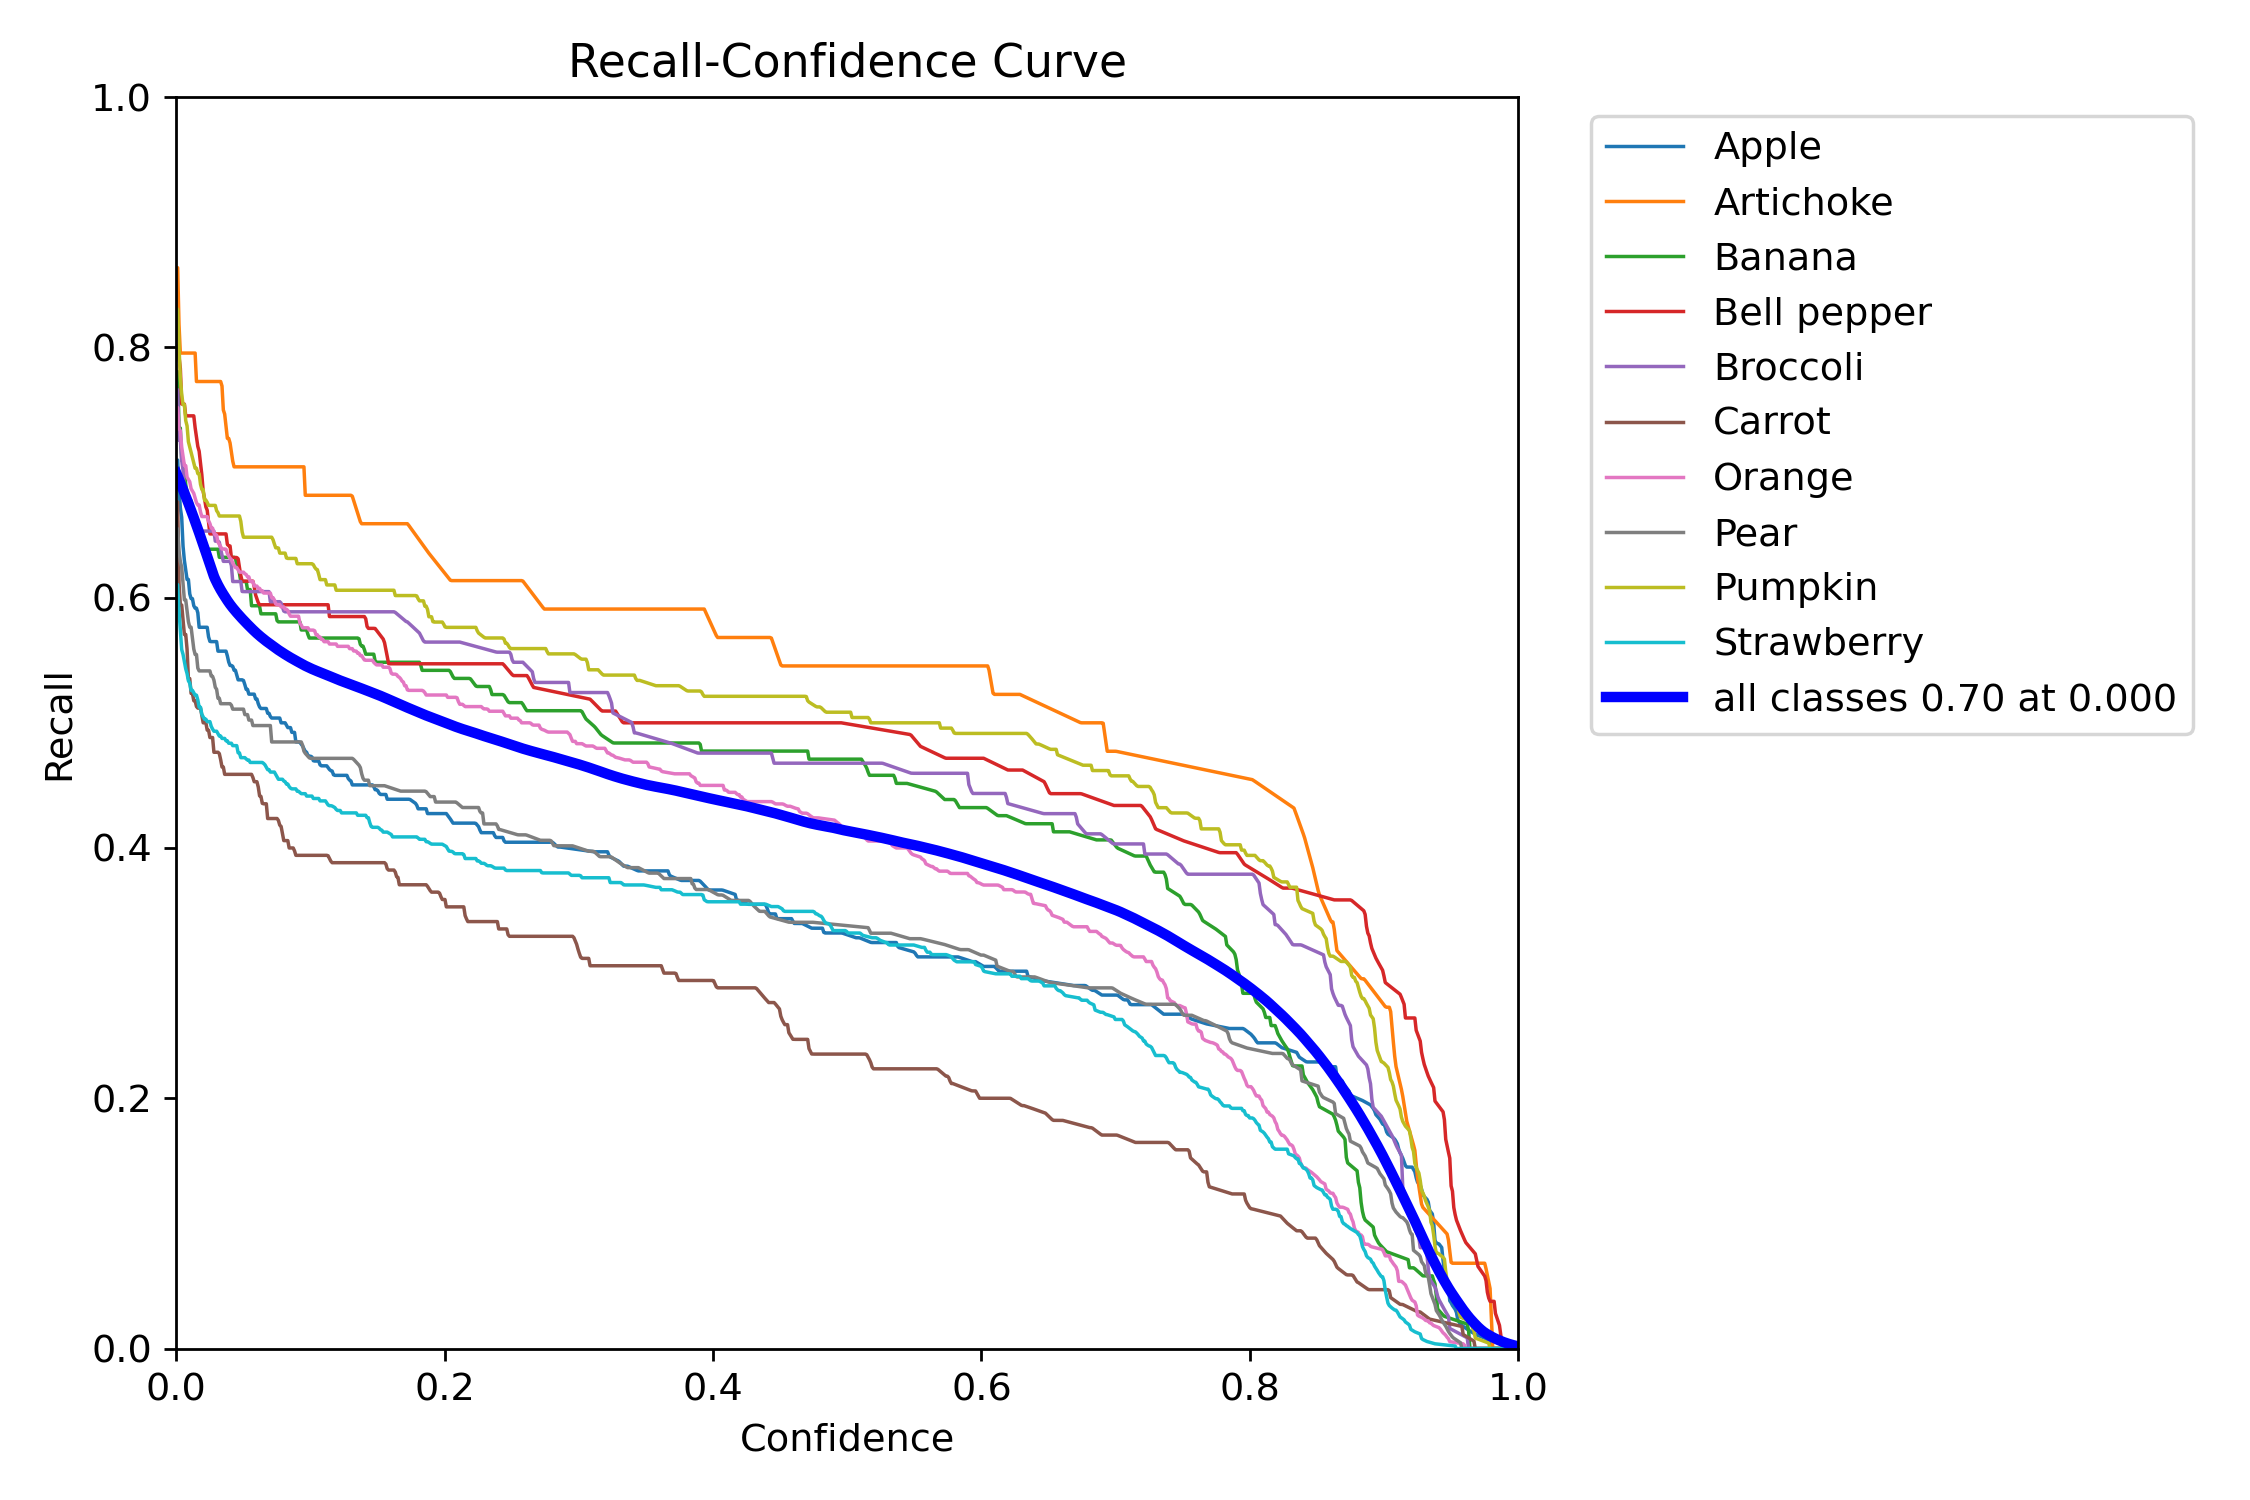 Recall-Confidence Curve
1.0
0.8
0.6
0.4
0.2
0.0
Recall
0.0 0.2 0.4 0.6 0.8 1.0
Confidence
Apple
Artichoke
Banana
Bell pepper
Broccoli
Carrot
Orange
Pear
Pumpkin
Strawberry
all classes 0.70 at 0.000